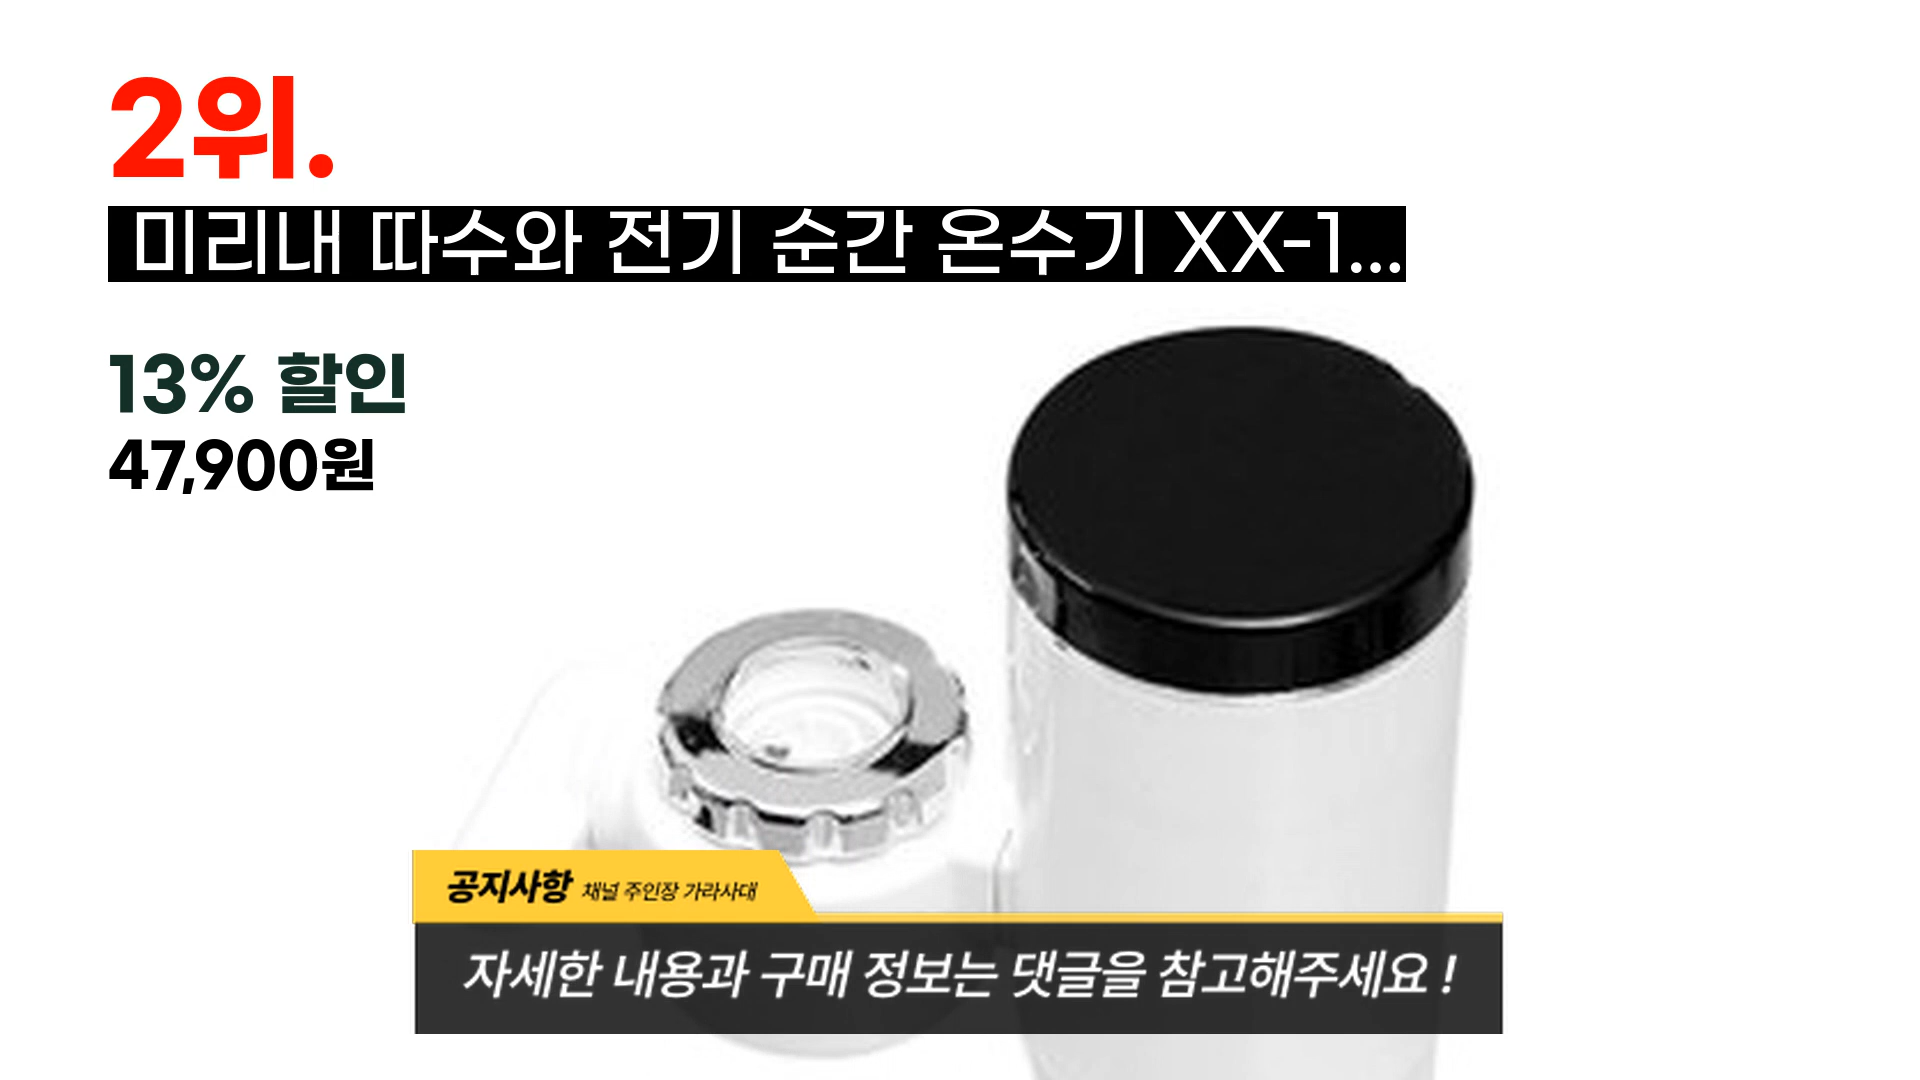 2위.
미리내 따수와 전기 순간 온수기 XX-1...
13% 할인
47,900원
공지사항 채널 주인장 가라사대
자세한 내용과 구매 정보는 댓글을 참고해주세요 !